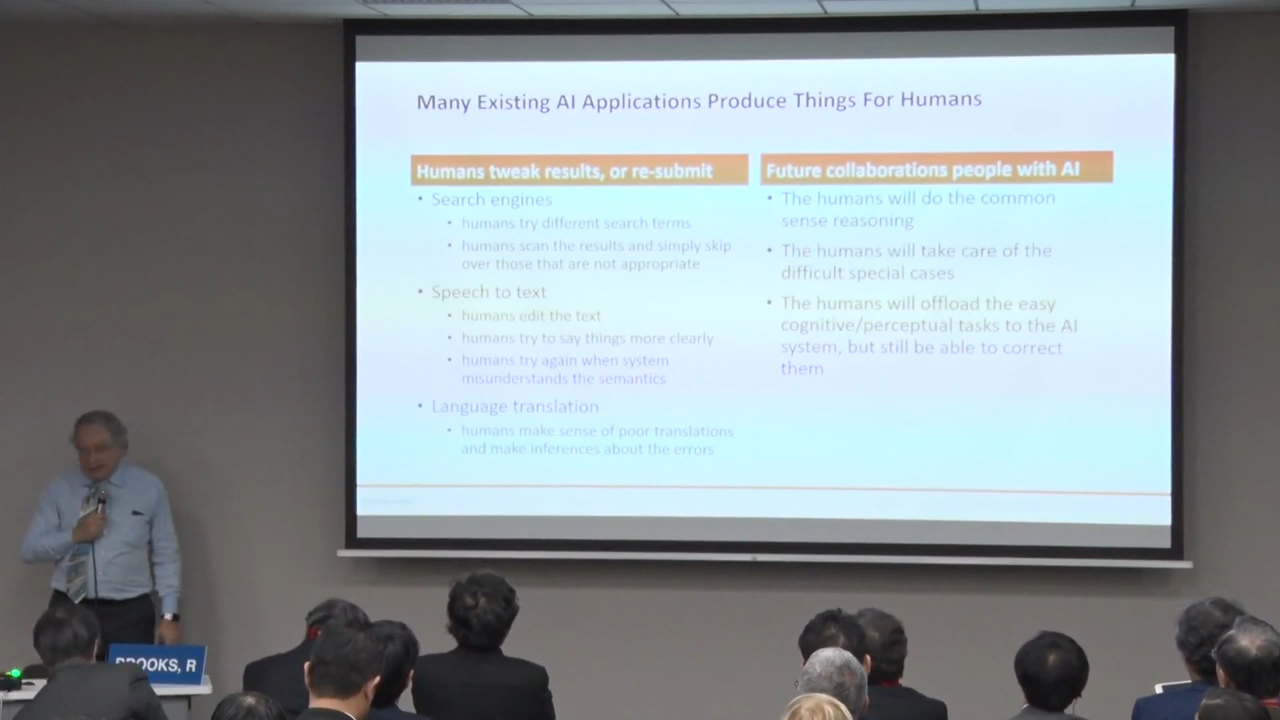 Many Existing AI Applications Produce Things For Humans
Humans tweak results, or re-submit
• Search engines
• humans try different search terms
• humans scan the results and simply skip
over those that are not appropriate
• Speech to text
• humans edit the text
• humans try to say things more clearly
• humans try again when system
misunderstands the semantics
• Language translation
• humans make sense of poor translations
and make inferences about the errors
Future collaborations people with AI
• The humans will do the common
sense reasoning
• The humans will take care of the
difficult special cases
• The humans will offload the easy
cognitive/perceptual tasks to the AI
system, but still be able to correct
them
BROOKS, R